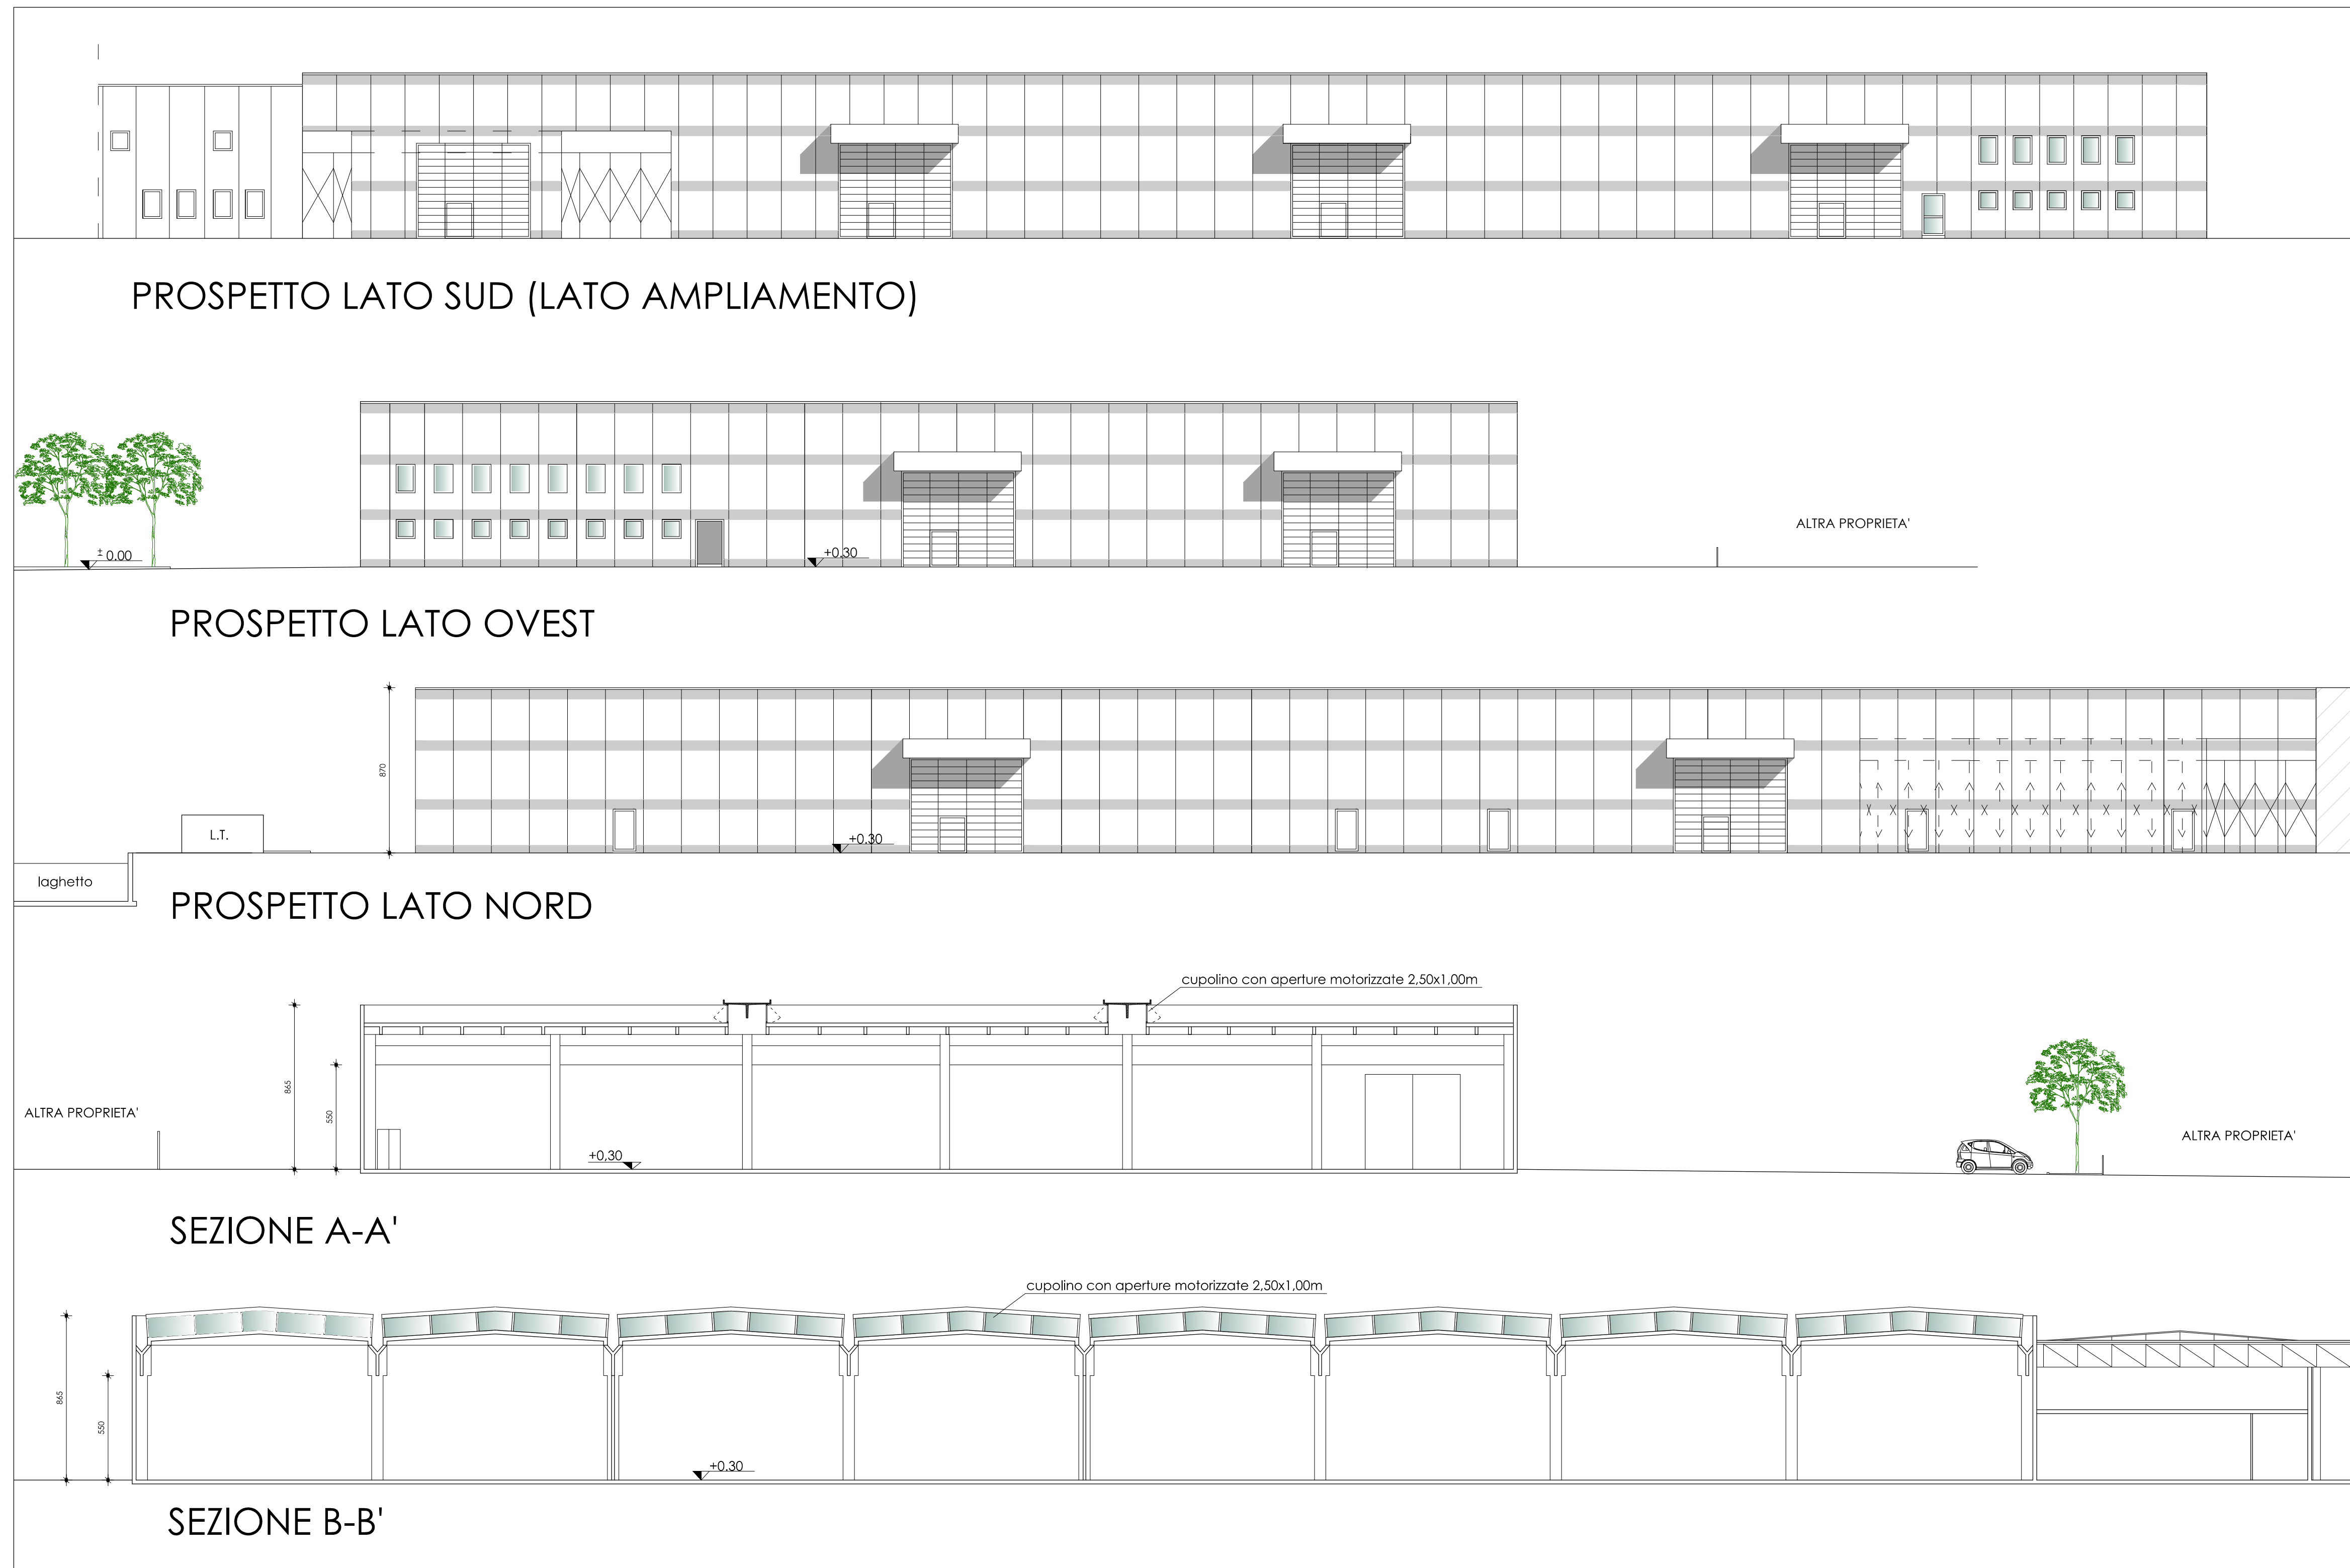 PROSPETTO LATO SUD (LATO AMPLIAMENTO)
ALTRA PROPRIETA'
± 0.00
+0.30
PROSPETTO LATO OVEST
870
L.T.
+0.30
laghetto
PROSPETTO LATO NORD
cupolino con aperture motorizzate 2,50x1,00m
865
550
ALTRA PROPRIETA'
+0,30
ALTRA PROPRIETA'
SEZIONE A-A'
cupolino con aperture motorizzate 2,50x1,00m
865
550
+0.30
SEZIONE B-B'